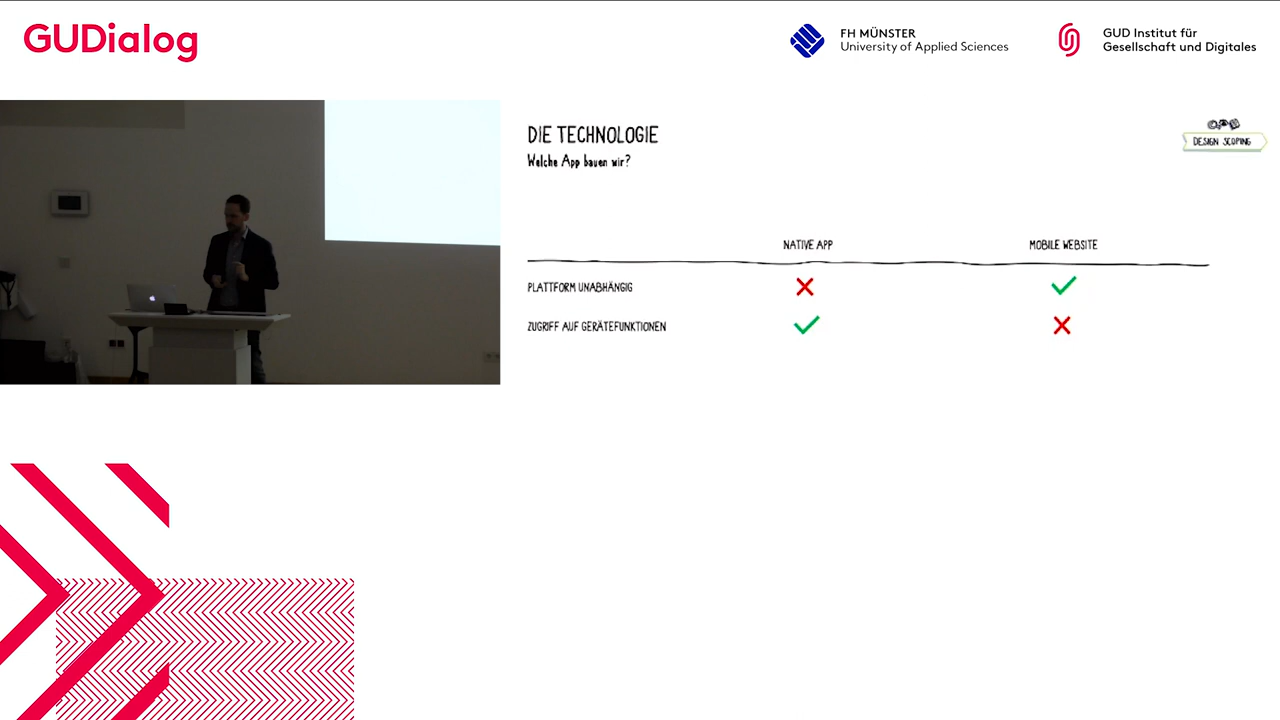 GUDialog
FH MÜNSTER
University of Applied Sciences
GUD Institut für
Gesellschaft und Digitales
DIE TECHNOLOGIE
Welche App bauen wir?
DESIGN SCOPING
NATIVE APP
MOBILE WEBSITE
PLATTFORM UNABHÄNGIG
ZUGRIFF AUF GERÄTEFUNKTIONEN